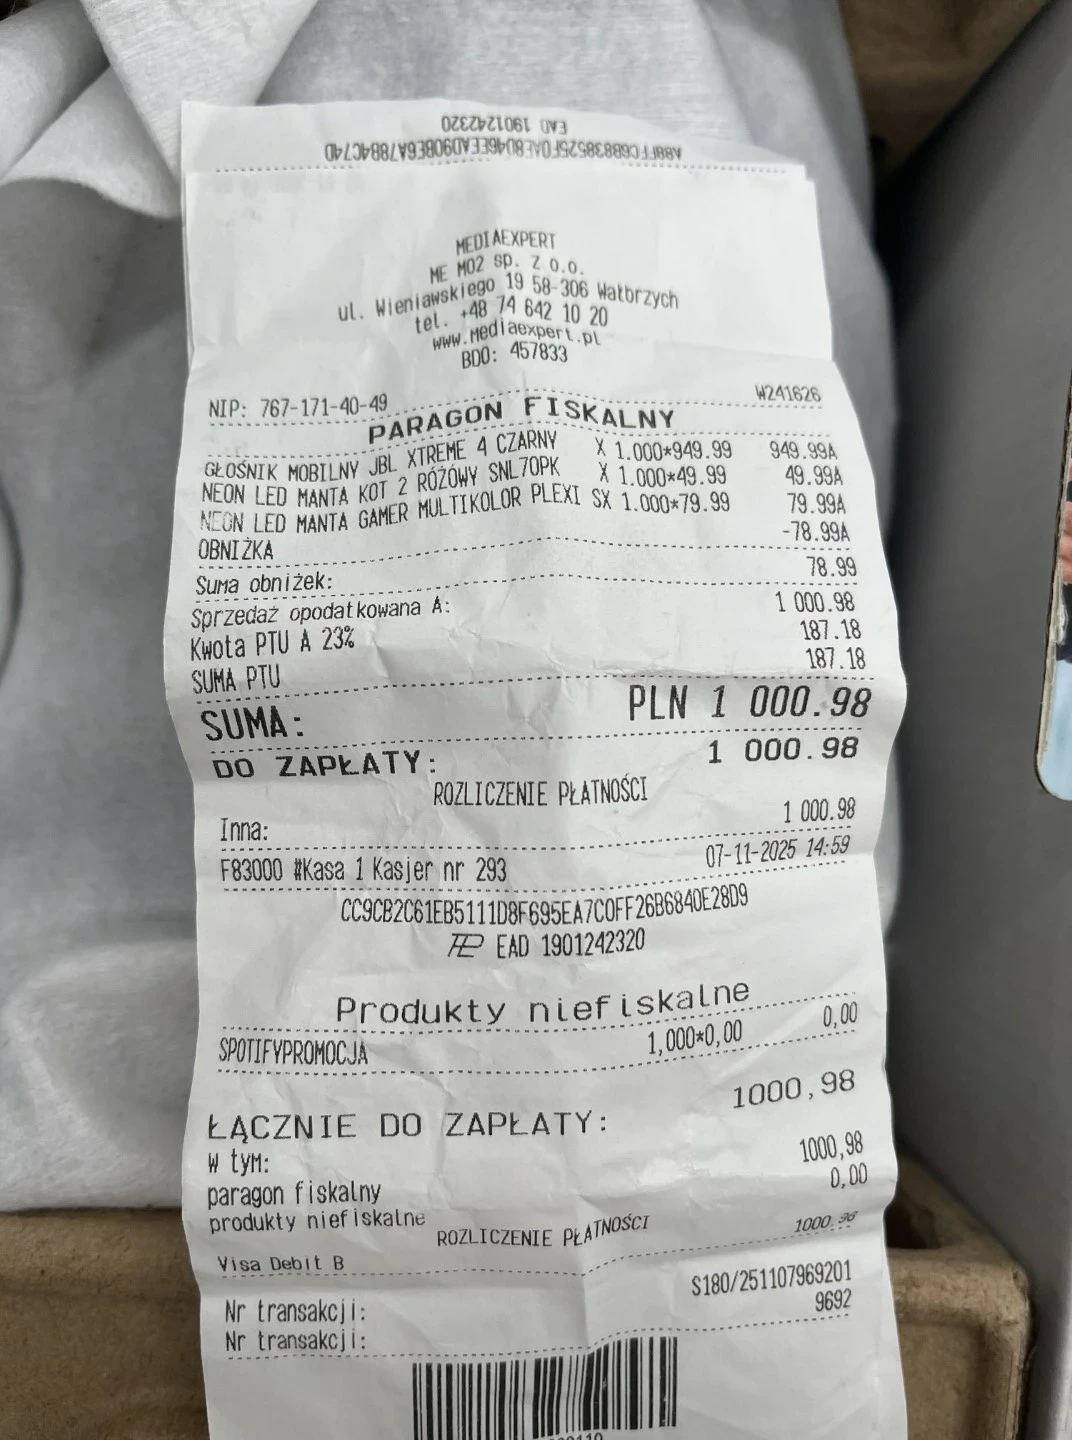 EAD 1901242320
A88FFC6B838525F0AE8D46EEAD90BE6A7884C74D
MEDIAEXPERT
ME M02 sp. z o.o.
ul. Wieniawskiego 19 58-306 Wałbrzych
tel. +48 74 642 10 20
www.mediaexpert.pl
BDO: 457833
NIP: 767-171-40-49 W241626
PARAGON FISKALNY
GŁOŚNIK MOBILNY JBL XTREME 4 CZARNY X 1.000*949.99 949.99A
NEON LED MANTA KOT 2 RÓŻOWY SNL70PK X 1.000*49.99 49.99A
NEON LED MANTA GAMER MULTIKOLOR PLEXI SX 1.000*79.99 79.99A
OBNIŻKA -78.99A
Suma obniżek: 78.99
Sprzedaż opodatkowana A: 1 000.98
Kwota PTU A 23% 187.18
SUMA PTU 187.18
SUMA: PLN 1 000.98
DO ZAPŁATY: 1 000.98
ROZLICZENIE PŁATNOŚCI
Inna: 1 000.98
F83000 #Kasa 1 Kasjer nr 293 07-11-2025 14:59
CC9CB2C61EB5111D8F695EA7C0FF26B6840E28D9
EAD 1901242320
Produkty niefiskalne
SPOTIFYPROMOCJA 1,000*0,00 0,00
ŁĄCZNIE DO ZAPŁATY: 1000,98
w tym:
paragon fiskalny 1000,98
produkty niefiskalne 0,00
ROZLICZENIE PŁATNOŚCI
Visa Debit B 1000.98
Nr transakcji: S180/251107969201
Nr transakcji: 9692